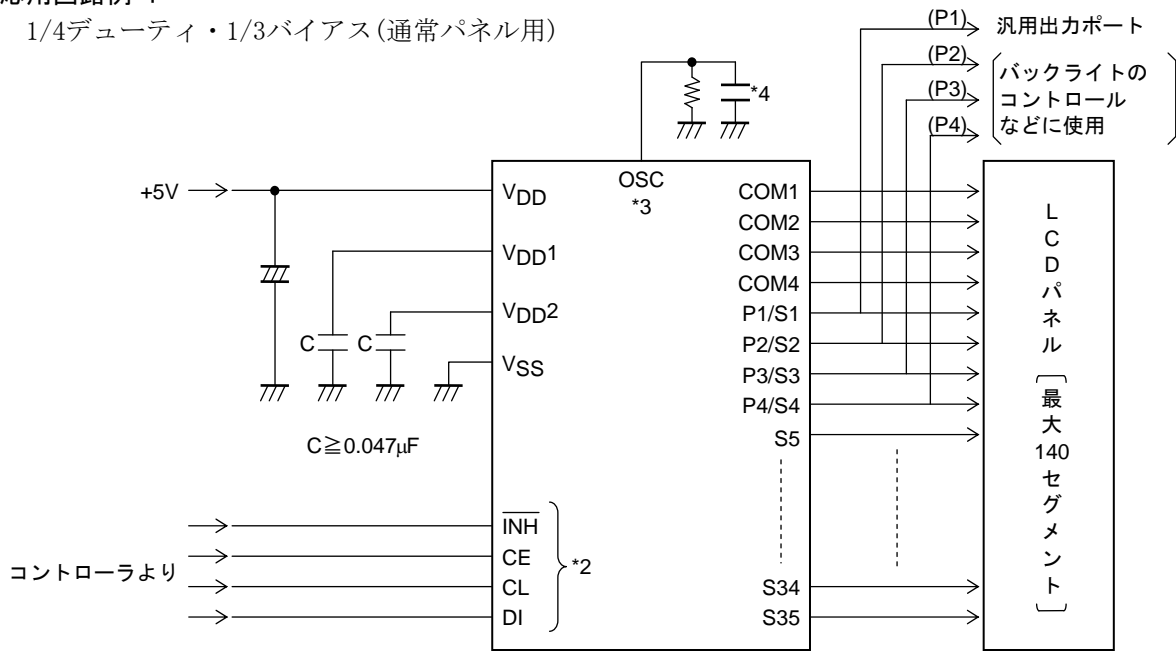 1/4デューティ・1/3バイアス(通常パネル用)
(P1)
汎用出力ポート
(P2)
(P3)
(P4)
バックライトの
コントロール
などに使用
*4
+5V
VDD
OSC
*3
VDD1
VDD2
VSS
C
C
C≧0.047μF
COM1
COM2
COM3
COM4
P1/S1
P2/S2
P3/S3
P4/S4
S5
S34
S35
LCDパネル[最大140セグメント]
コントローラより
INH
CE
CL
DI
*2